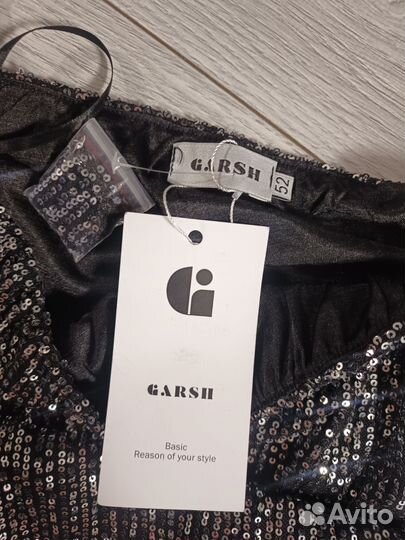 GARSH
52
GARSH
Basic
Reason of your style
Avito